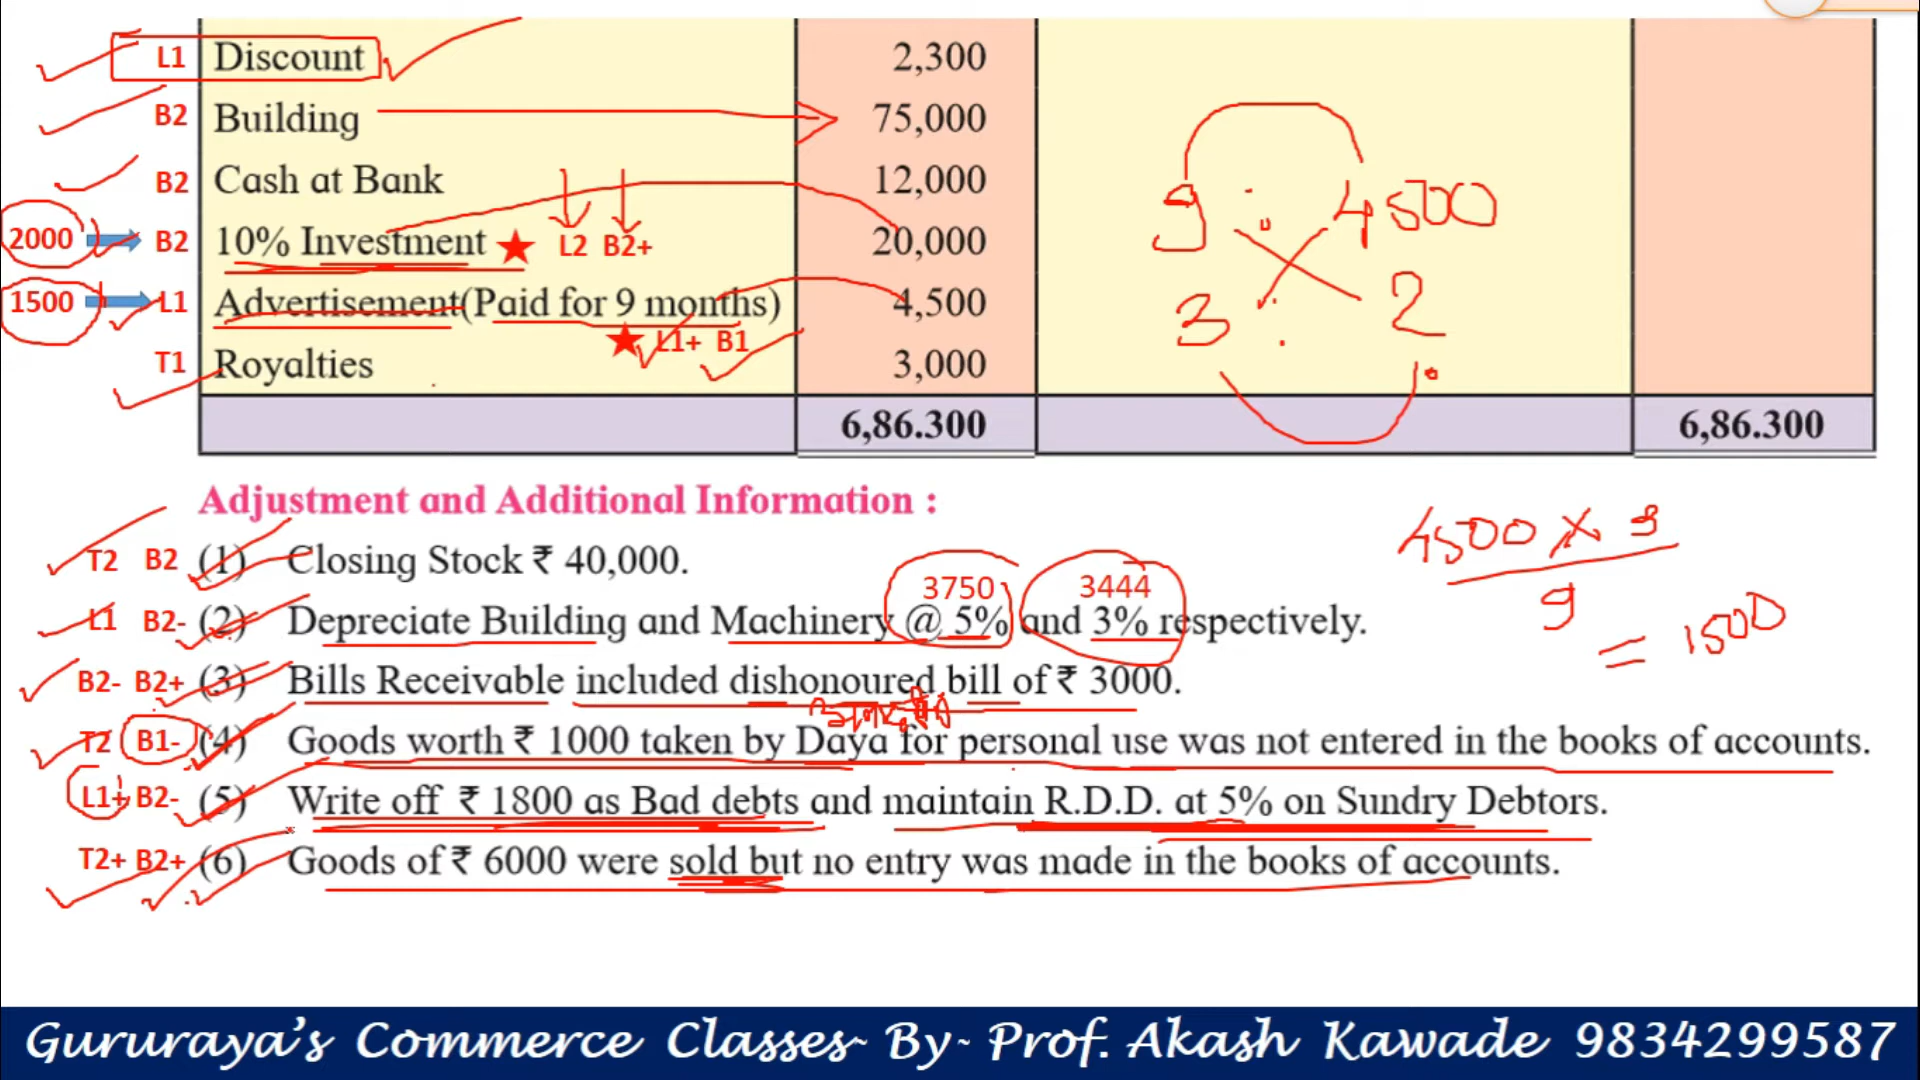 L1 Discount 2,300
B2 Building 75,000
B2 Cash at Bank 12,000
2000 B2 10% Investment ★ L2 B2+ 20,000
9 : 4500
1500 L1 Advertisement(Paid for 9 months) 4,500
3 : 2
★ L1+ B1
T1 Royalties 3,000
6,86.300 6,86.300
Adjustment and Additional Information :
4500 × 3
9
= 1500
T2 B2 (1) Closing Stock ₹ 40,000.
3750 3444
L1 B2- (2) Depreciate Building and Machinery @ 5% and 3% respectively.
B2- B2+ (3) Bills Receivable included dishonoured bill of ₹ 3000.
T2 B1- (4) Goods worth ₹ 1000 taken by Daya for personal use was not entered in the books of accounts.
L1+ B2- (5) Write off ₹ 1800 as Bad debts and maintain R.D.D. at 5% on Sundry Debtors.
T2+ B2+ (6) Goods of ₹ 6000 were sold but no entry was made in the books of accounts.
Gururaya's Commerce Classes- By- Prof. Akash Kawade 9834299587